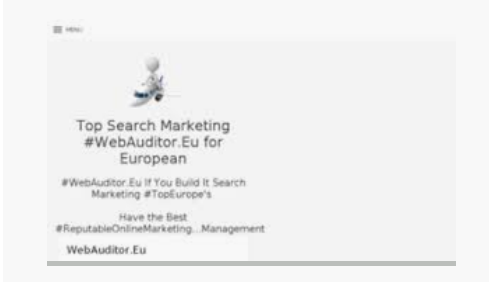 MENU
Top Search Marketing
#WebAuditor.Eu for
European
#WebAuditor.Eu If You Build It Search
Marketing #TopEurope's
Have the Best
#ReputableOnlineMarketing...Management
WebAuditor.Eu